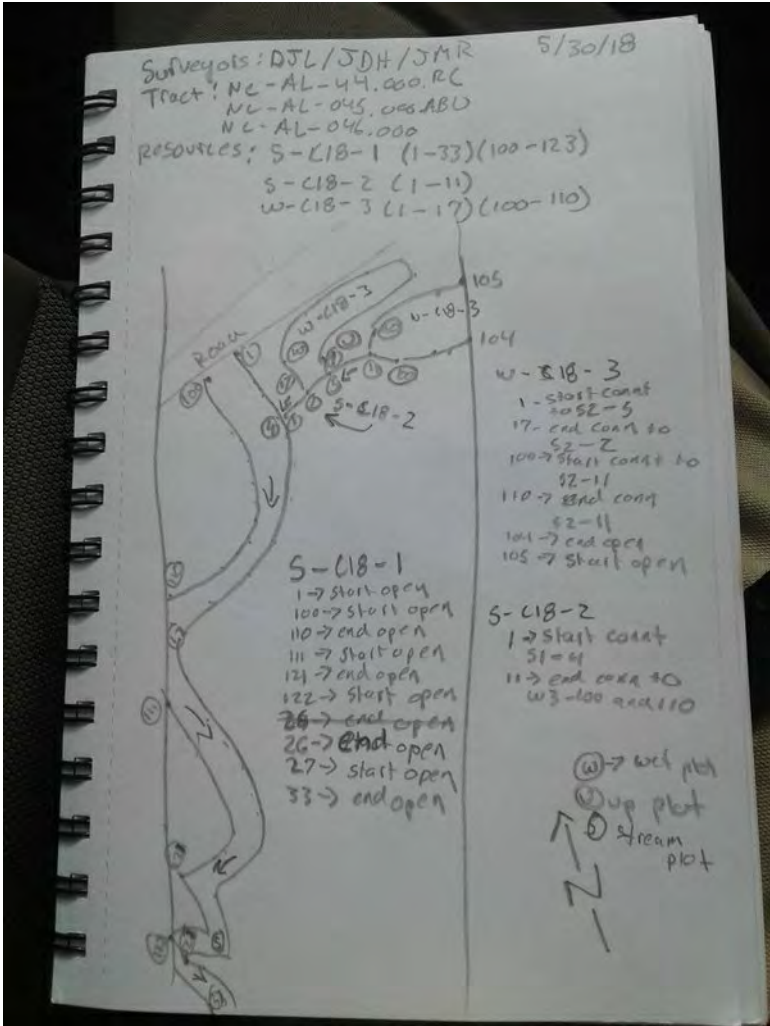 Surveyors: DJL/JDH/JMR 5/30/18
Tract: NC-AL-44.000.RC
NC-AL-045.000.ABU
NC-AL-046.000
Resources: S-C18-1 (1-33)(100-123)
S-C18-2 (1-11)
W-C18-3 (1-17)(100-110)
105
W-C18-3
W-C18-3
104
Road
S-C18-2
W-C18-3
1-start connt
to S2-5
17-end conn to
S2-2
100→start connt to
S2-11
110→end conn
S2-11
104→end open
105→start open
S-C18-1
1→start open
100→start open
110→end open
111→start open
121→end open
122→start open
26→end open
26→end open
27→start open
33→end open
S-C18-2
1→start connt
S1-4
11→end conn to
W3-100 and 110
W→wet plot
U up plot
S stream
plot
N